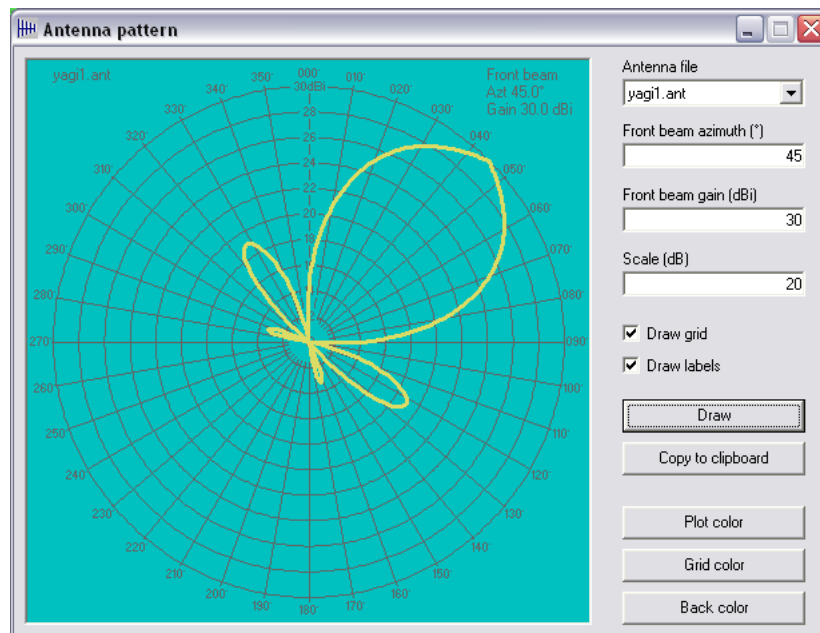 Antenna pattern
yagi1.ant
Front beam
Azt 45.0°
Gain 30.0 dBi
000°
010°
020°
030°
040°
050°
060°
070°
080°
090°
100°
110°
120°
130°
140°
150°
160°
170°
180°
190°
200°
210°
220°
230°
240°
250°
260°
270°
280°
290°
300°
310°
320°
330°
340°
350°
30dBi
28
26
24
22
20
18
Antenna file
yagi1.ant
Front beam azimuth (°)
45
Front beam gain (dBi)
30
Scale (dB)
20
Draw grid
Draw labels
Draw
Copy to clipboard
Plot color
Grid color
Back color